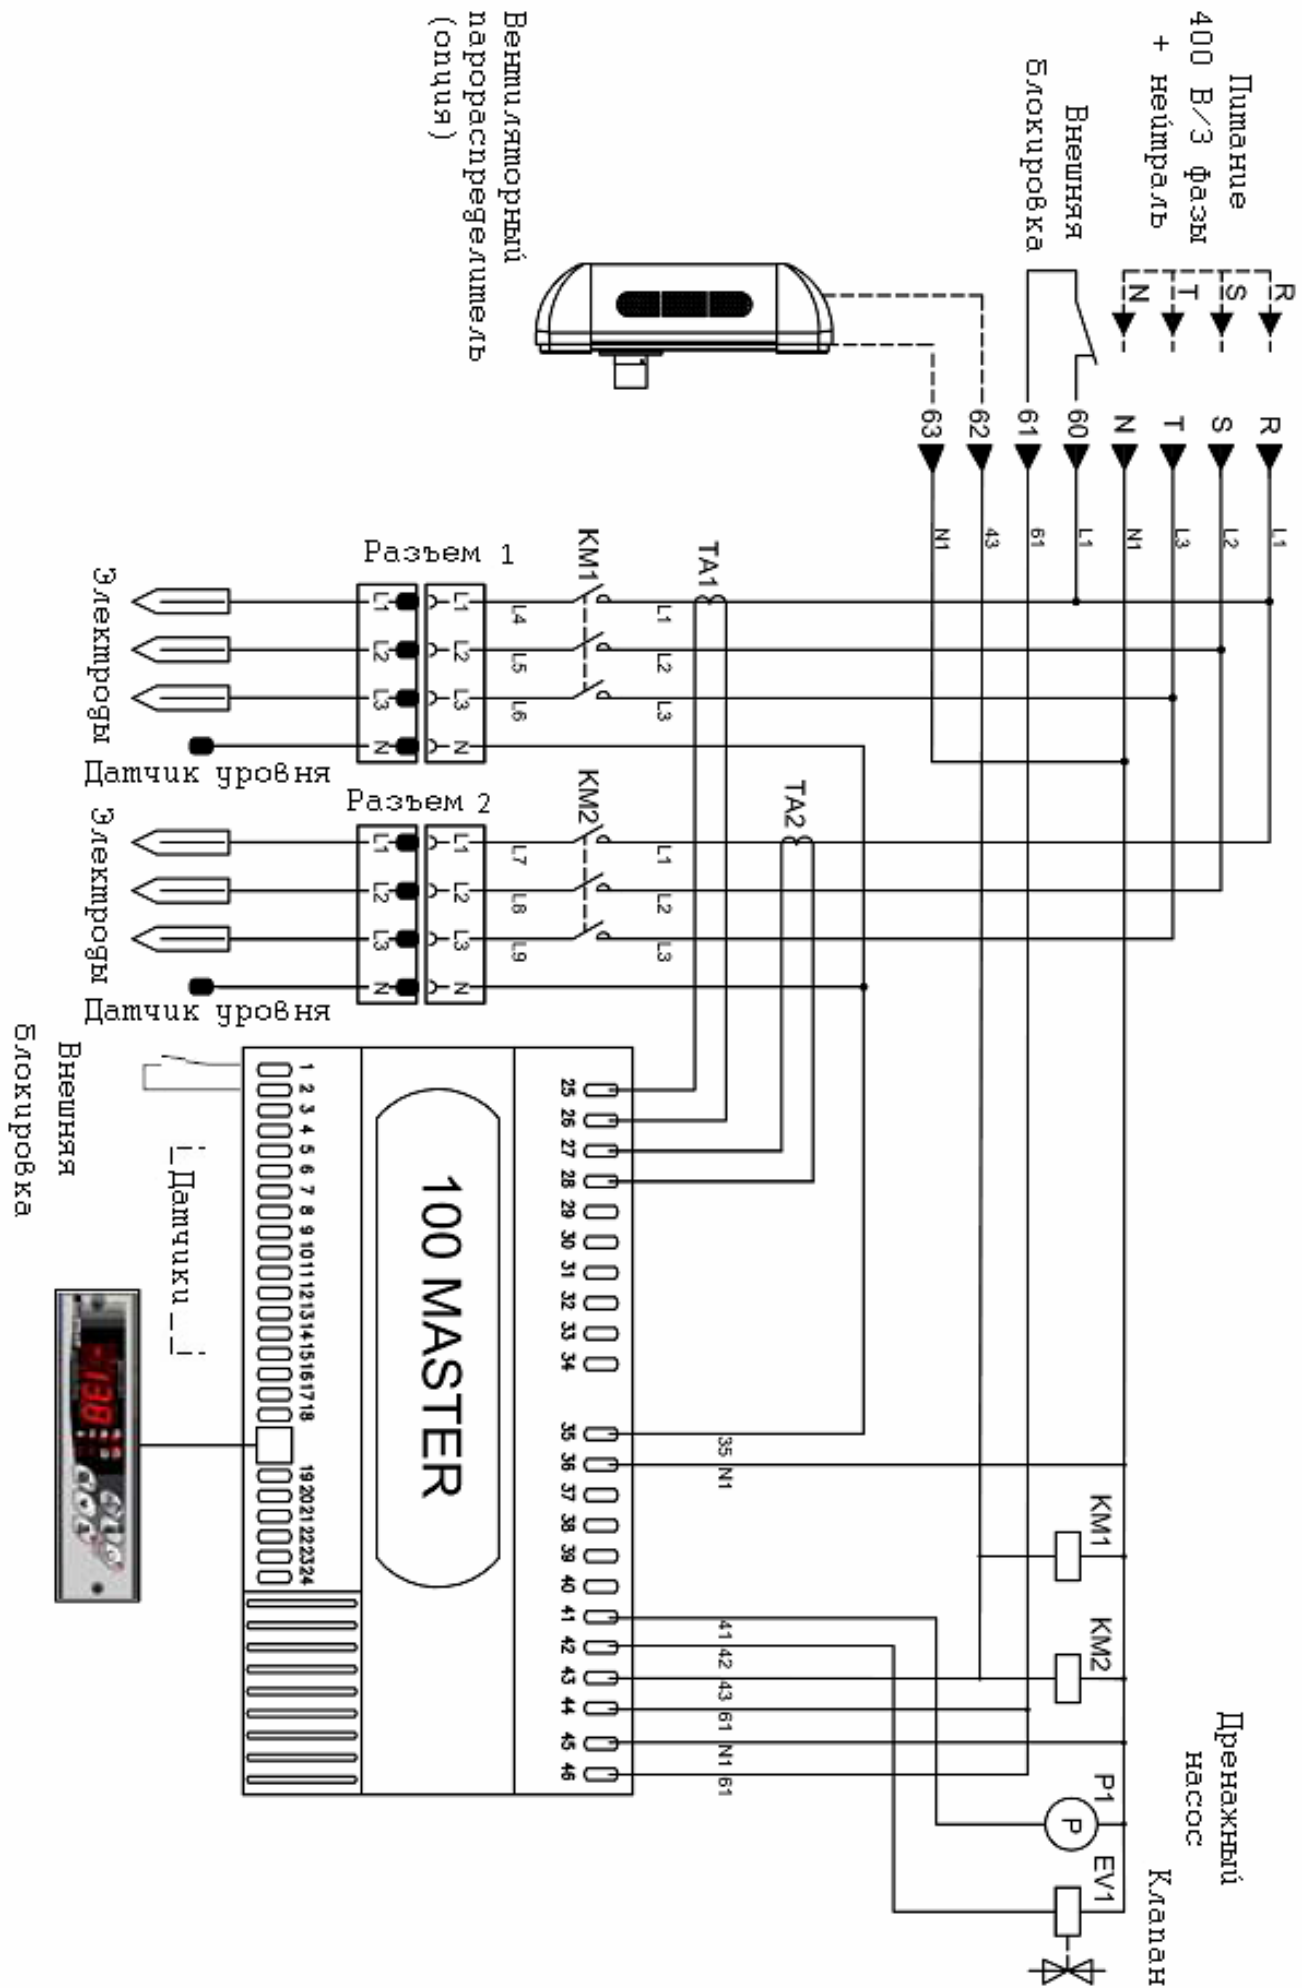 Питание
400 В/3 фазы
+ нейтраль
Внешняя
блокировка
Вентиляторный
парораспределитель
(опция)
R
S
T
N
R
S
T
N
60
61
62
63
L1
L2
L3
N1
L1
61
43
N1
TA1
KM1
L1
L2
L3
L4
L5
L6
Разъем 1
L1
L2
L3
N
L1
L2
L3
N
Электроды
Датчик уровня
TA2
KM2
L1
L2
L3
L7
L8
L9
Разъем 2
L1
L2
L3
N
L1
L2
L3
N
Электроды
Датчик уровня
KM1
KM2
Дренажный
насос
P1
P
Клапан
EV1
35 N1
41 42 43 61 N1 61
25 26 27 28 29 30 31 32 33 34 35 36 37 38 39 40 41 42 43 44 45 46
100 MASTER
1 2 3 4 5 6 7 8 9 10 11 12 13 14 15 16 17 18 19 20 21 22 23 24
Датчики
Внешняя
блокировка